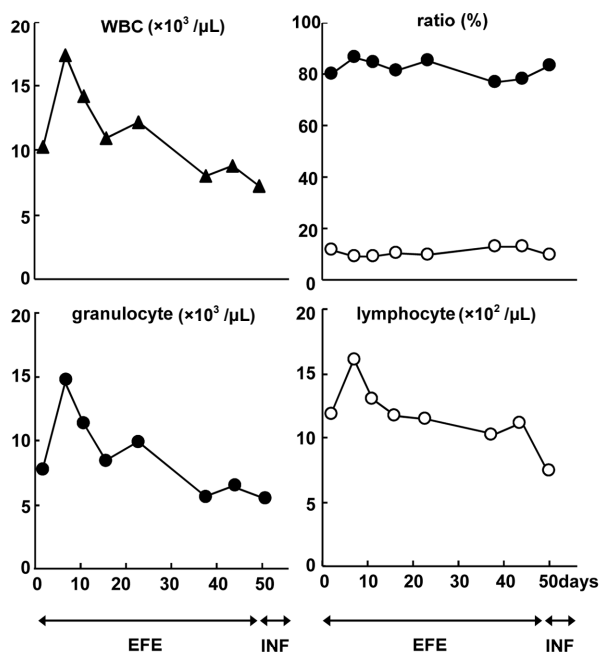 WBC (×10³ /μL)
20
15
10
5
0
ratio (%)
100
80
60
40
20
0
granulocyte (×10³ /μL)
20
15
10
5
0
0 10 20 30 40 50
lymphocyte (×10² /μL)
20
15
10
5
0
0 10 20 30 40 50days
EFE INF
EFE INF